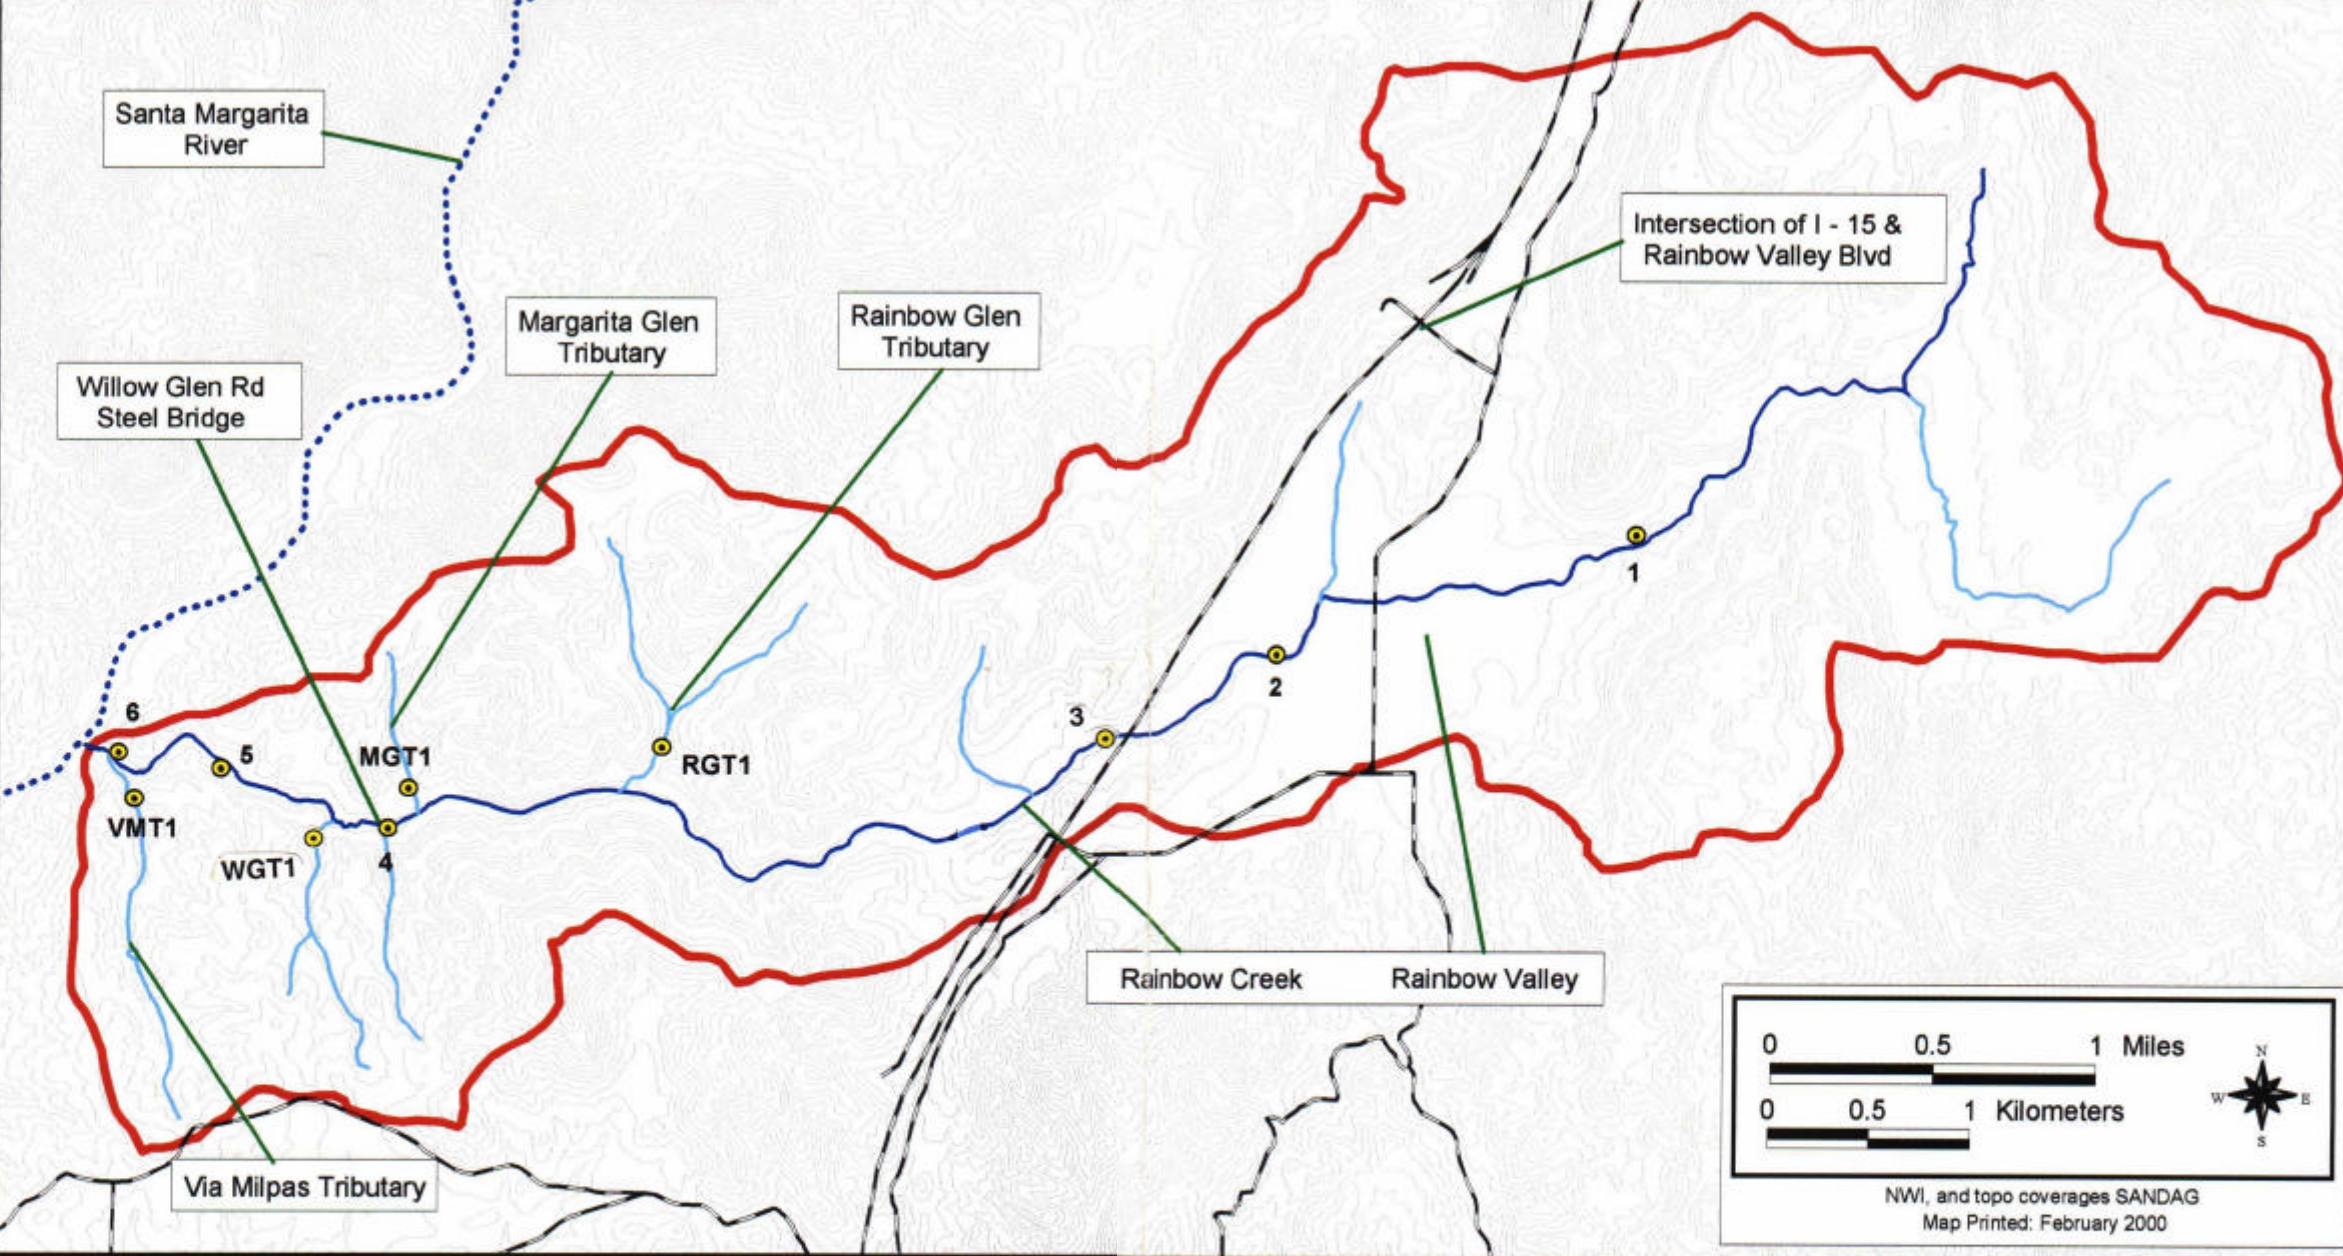 Santa Margarita
River
Intersection of I - 15 &
Rainbow Valley Blvd
Margarita Glen
Tributary
Rainbow Glen
Tributary
Willow Glen Rd
Steel Bridge
1
2
3
6
5
MGT1
RGT1
VMT1
WGT1
4
Rainbow Creek
Rainbow Valley
Via Milpas Tributary
0 0.5 1 Miles
0 0.5 1 Kilometers
N
W E
S
NWI, and topo coverages SANDAG
Map Printed: February 2000